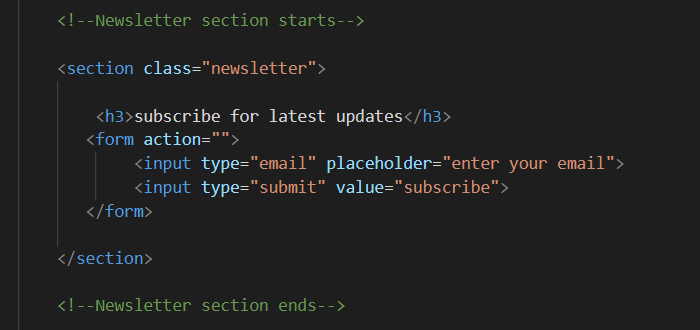 <!--Newsletter section starts-->
<section class="newsletter">
<h3>subscribe for latest updates</h3>
<form action="">
<input type="email" placeholder="enter your email">
<input type="submit" value="subscribe">
</form>
</section>
<!--Newsletter section ends-->